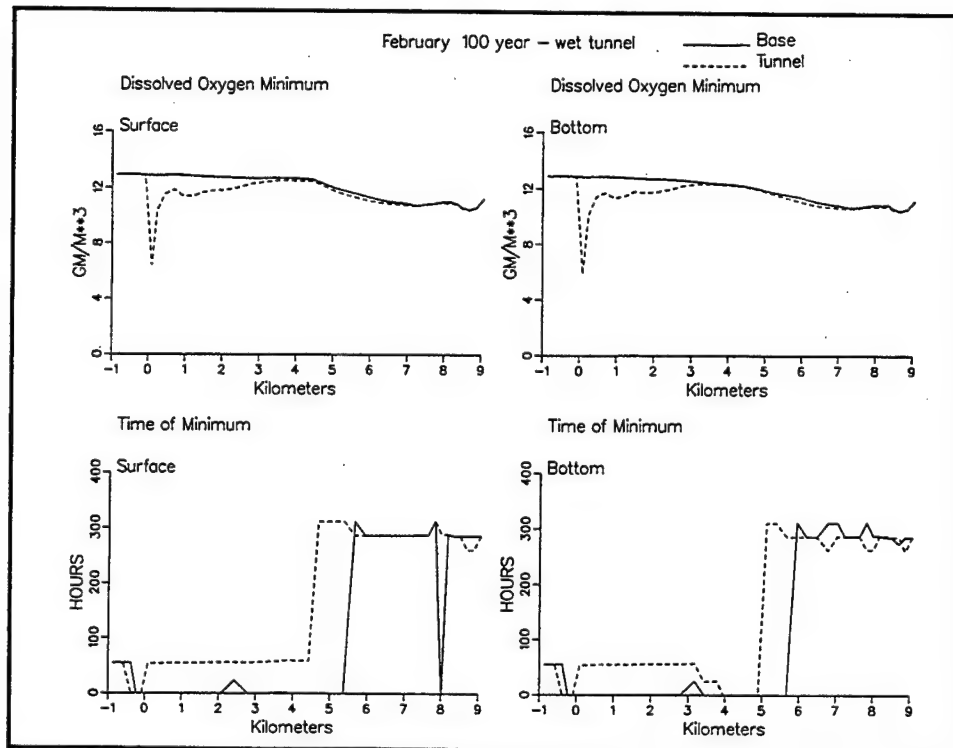 February 100 year – wet tunnel
Base
Tunnel
Dissolved Oxygen Minimum
Surface
GM/M**3
16
12
8
4
0
-1 0 1 2 3 4 5 6 7 8 9
Kilometers
Dissolved Oxygen Minimum
Bottom
GM/M**3
16
12
8
4
0
-1 0 1 2 3 4 5 6 7 8 9
Kilometers
Time of Minimum
Surface
HOURS
400
300
200
100
0
-1 0 1 2 3 4 5 6 7 8 9
Kilometers
Time of Minimum
Bottom
HOURS
400
300
200
100
0
-1 0 1 2 3 4 5 6 7 8 9
Kilometers